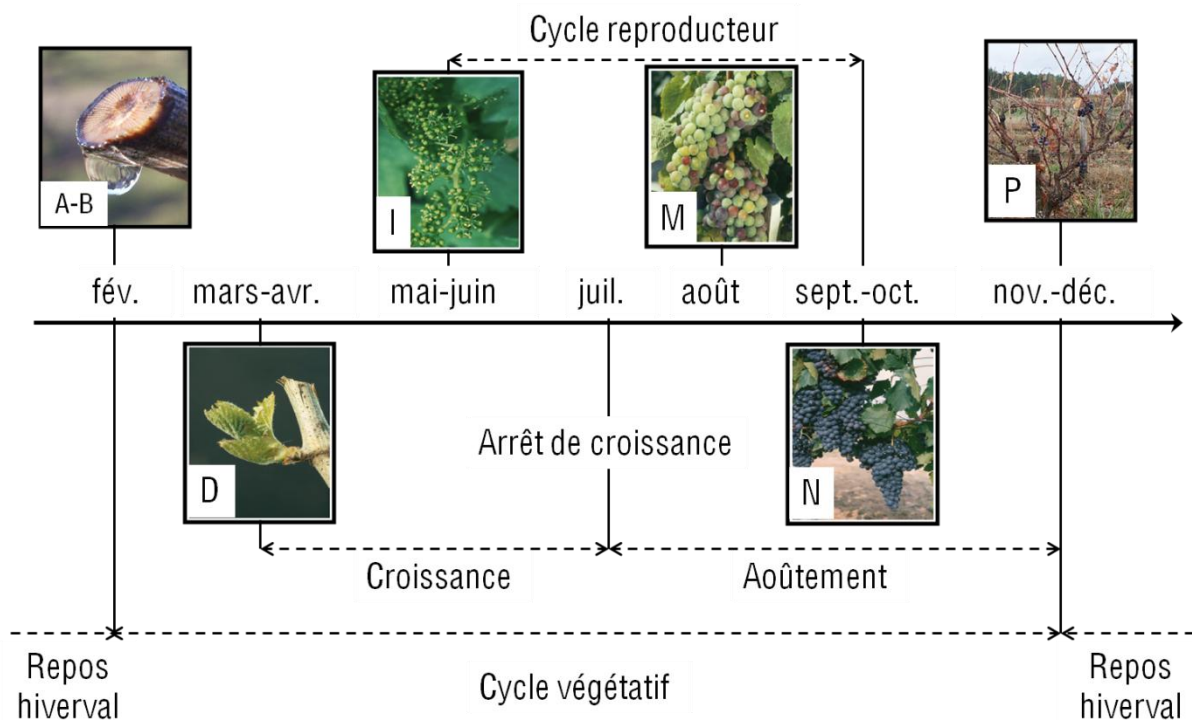 Cycle reproducteur
A-B
I
M
P
fév.
mars-avr.
mai-juin
juil.
août
sept.-oct.
nov.-déc.
D
Arrêt de croissance
N
Croissance
Aoûtement
Repos
hiverval
Cycle végétatif
Repos
hiverval